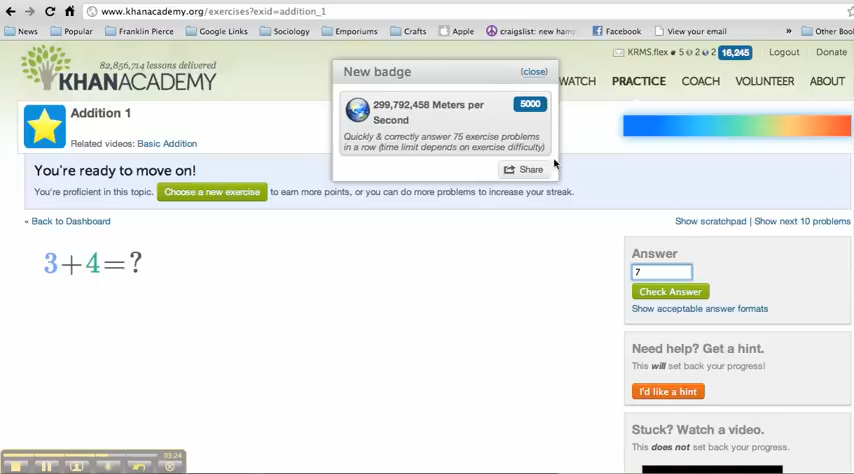 www.khanacademy.org/exercises?exid=addition_1
News Popular Franklin Pierce Google Links Sociology Emporiums Crafts Apple craigslist: new hamp Facebook View your email » Other Boo
82,856,714 lessons delivered
KHANACADEMY
KRMS.flex 5 2 2 16,245 Logout Donate
WATCH PRACTICE COACH VOLUNTEER ABOUT
New badge (close)
299,792,458 Meters per
Second
5000
Quickly & correctly answer 75 exercise problems
in a row (time limit depends on exercise difficulty)
Share
Addition 1
Related videos: Basic Addition
You're ready to move on!
You're proficient in this topic. Choose a new exercise to earn more points, or you can do more problems to increase your streak.
« Back to Dashboard
Show scratchpad | Show next 10 problems
3+4=?
Answer
7
Check Answer
Show acceptable answer formats
Need help? Get a hint.
This will set back your progress!
I'd like a hint
Stuck? Watch a video.
This does not set back your progress.
03:24